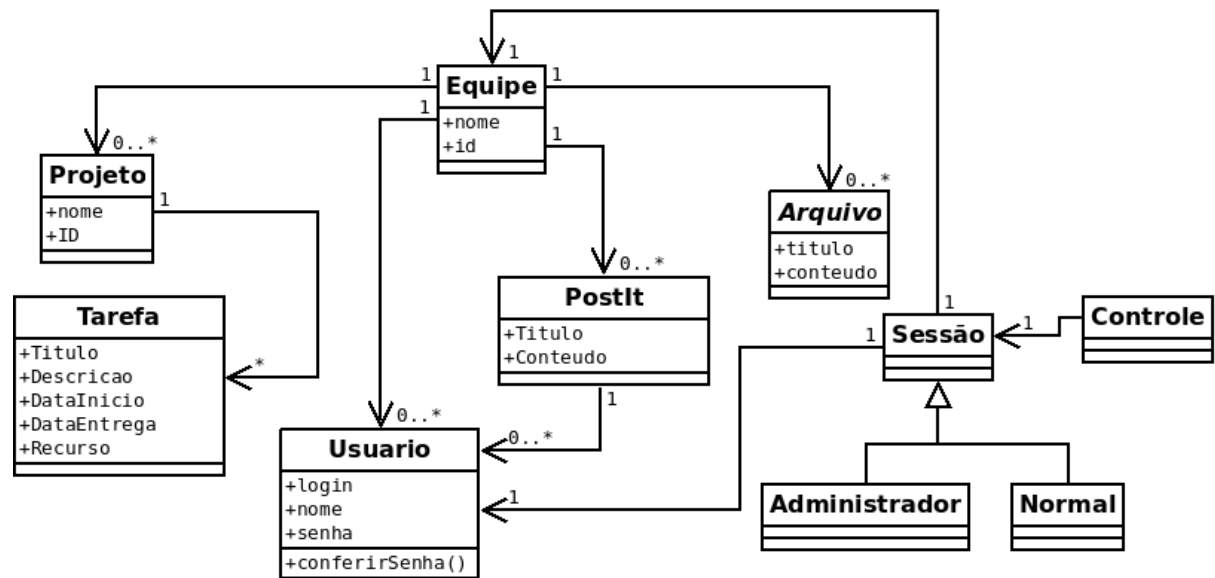 1
1
Equipe
1
1
+nome
+id
1
0..*
Projeto
+nome
+ID
1
1
0..*
Arquivo
+titulo
+conteudo
0..*
PostIt
+Titulo
+Conteudo
1
Tarefa
+Titulo
+Descricao
+DataInicio
+DataEntrega
+Recurso
*
1
1
Sessão
1
Controle
0..*
0..*
Usuario
+login
+nome
+senha
+conferirSenha()
1
Administrador
Normal